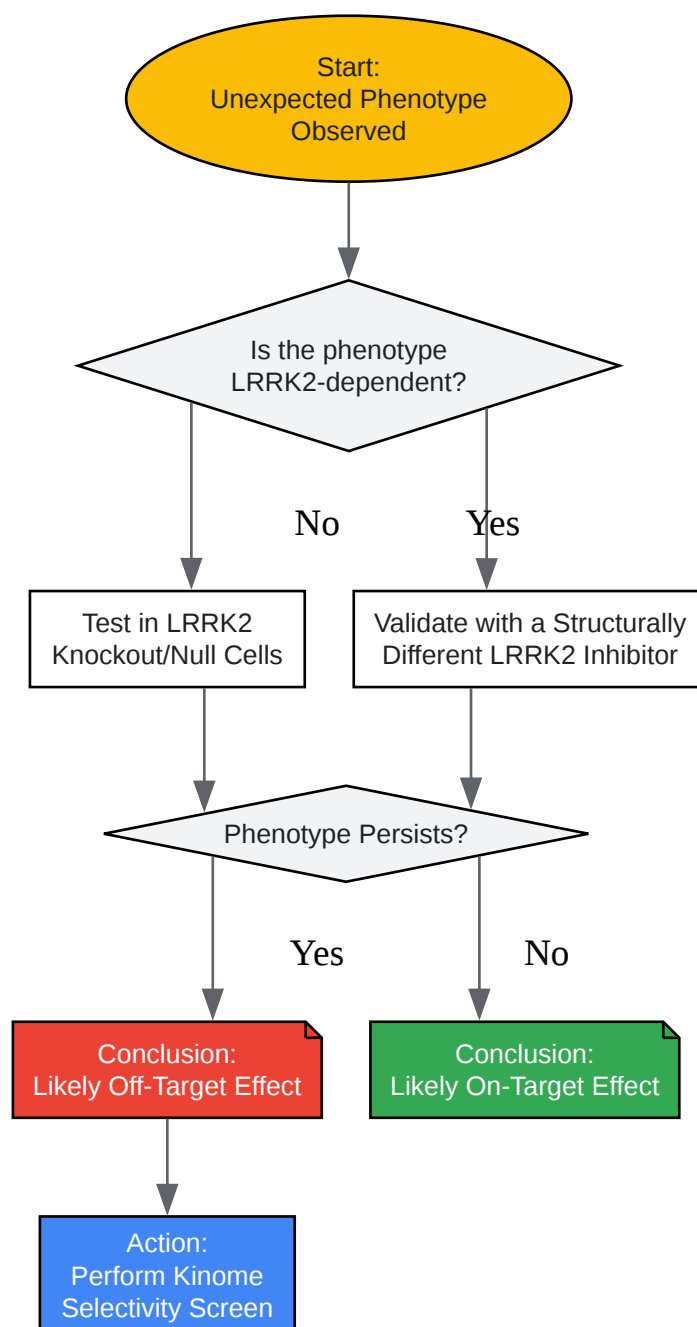 Start:
Unexpected Phenotype
Observed
Is the phenotype
LRRK2-dependent?
No
Yes
Test in LRRK2
Knockout/Null Cells
Validate with a Structurally
Different LRRK2 Inhibitor
Phenotype Persists?
Yes
No
Conclusion:
Likely Off-Target Effect
Conclusion:
Likely On-Target Effect
Action:
Perform Kinome
Selectivity Screen